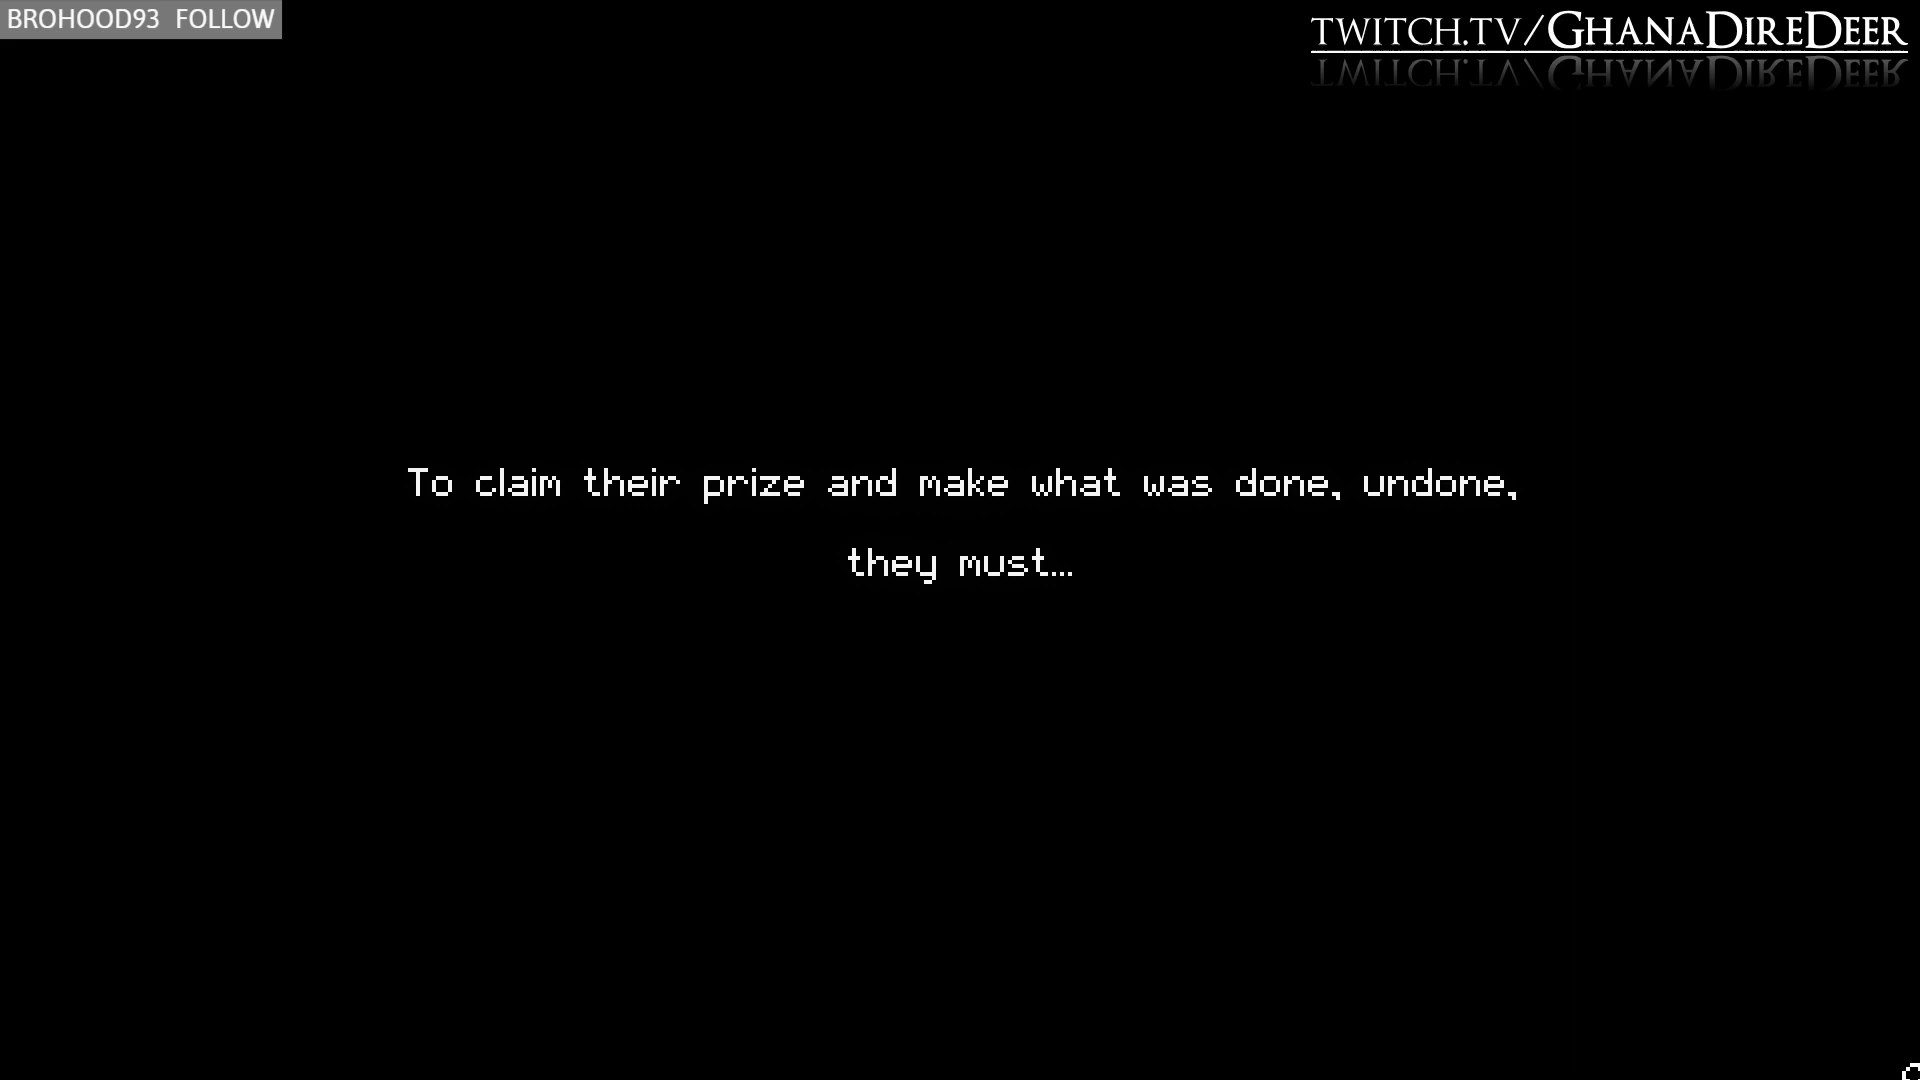 BROHOOD93 FOLLOW
TWITCH.TV/GHANADIREDEER
To claim their prize and make what was done, undone,
they must...